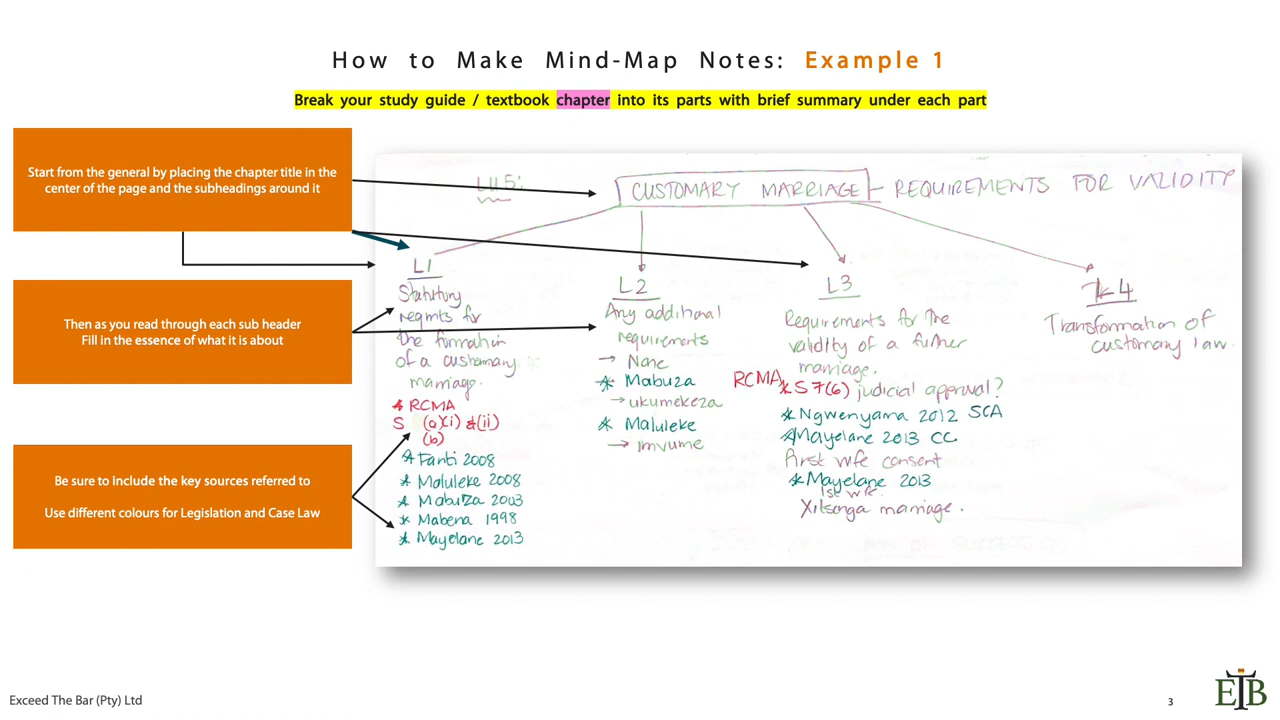 How to Make Mind-Map Notes: Example 1
Break your study guide / textbook chapter into its parts with brief summary under each part
Start from the general by placing the chapter title in the
center of the page and the subheadings around it
Then as you read through each sub header
Fill in the essence of what it is about
Be sure to include the key sources referred to
Use different colours for Legislation and Case Law
CUSTOMARY MARRIAGE - REQUIREMENTS FOR VALIDITY
L1
Statutory
reqmts for
the formation
of a customary
marriage.
* RCMA
S (a)(i) & (ii)
(b)
* Fanti 2008
* Maluleke 2008
* Mabuza 2003
* Mabena 1998
* Mayelane 2013
L2
Any additional
requirements
→ None
* Mabuza
→ ukumekeza
* Maluleke
→ imvume
L3
Requirements for the
validity of a further
marriage.
RCMA * S 7(6) judicial approval?
* Ngwenyama 2012 SCA
* Mayelane 2013 CC
first wife consent
* Mayelane 2013
1st wife.
Xitsonga marriage.
4
Transformation of
customary law.
Exceed The Bar (Pty) Ltd
3
ETB